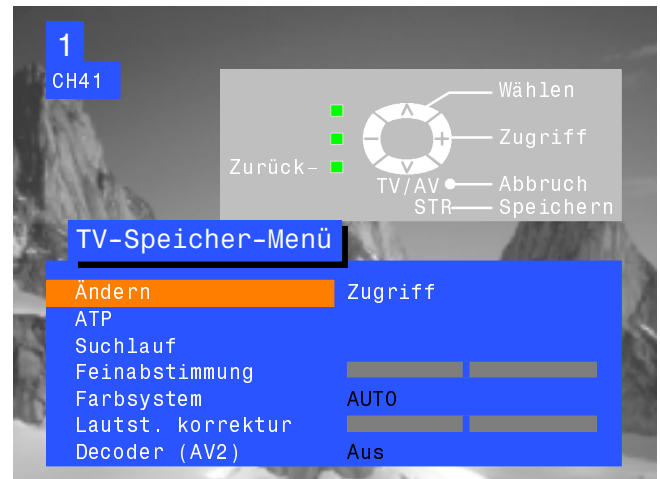 1
CH41
Wählen
Zugriff
Zurück-
TV/AV Abbruch
STR Speichern
TV-Speicher-Menü
Ändern Zugriff
ATP
Suchlauf
Feinabstimmung
Farbsystem AUTO
Lautst. korrektur
Decoder (AV2) Aus